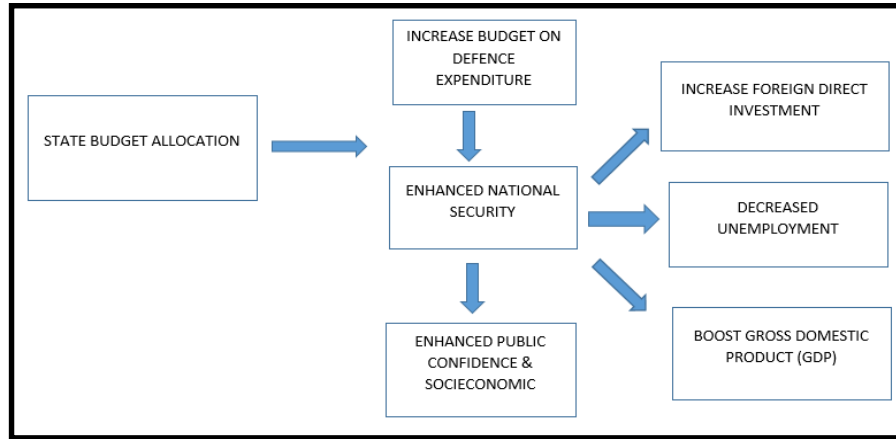 INCREASE BUDGET ON
DEFENCE
EXPENDITURE
INCREASE FOREIGN DIRECT
INVESTMENT
STATE BUDGET ALLOCATION
ENHANCED NATIONAL
SECURITY
DECREASED
UNEMPLOYMENT
ENHANCED PUBLIC
CONFIDENCE &
SOCIECONOMIC
BOOST GROSS DOMESTIC
PRODUCT (GDP)